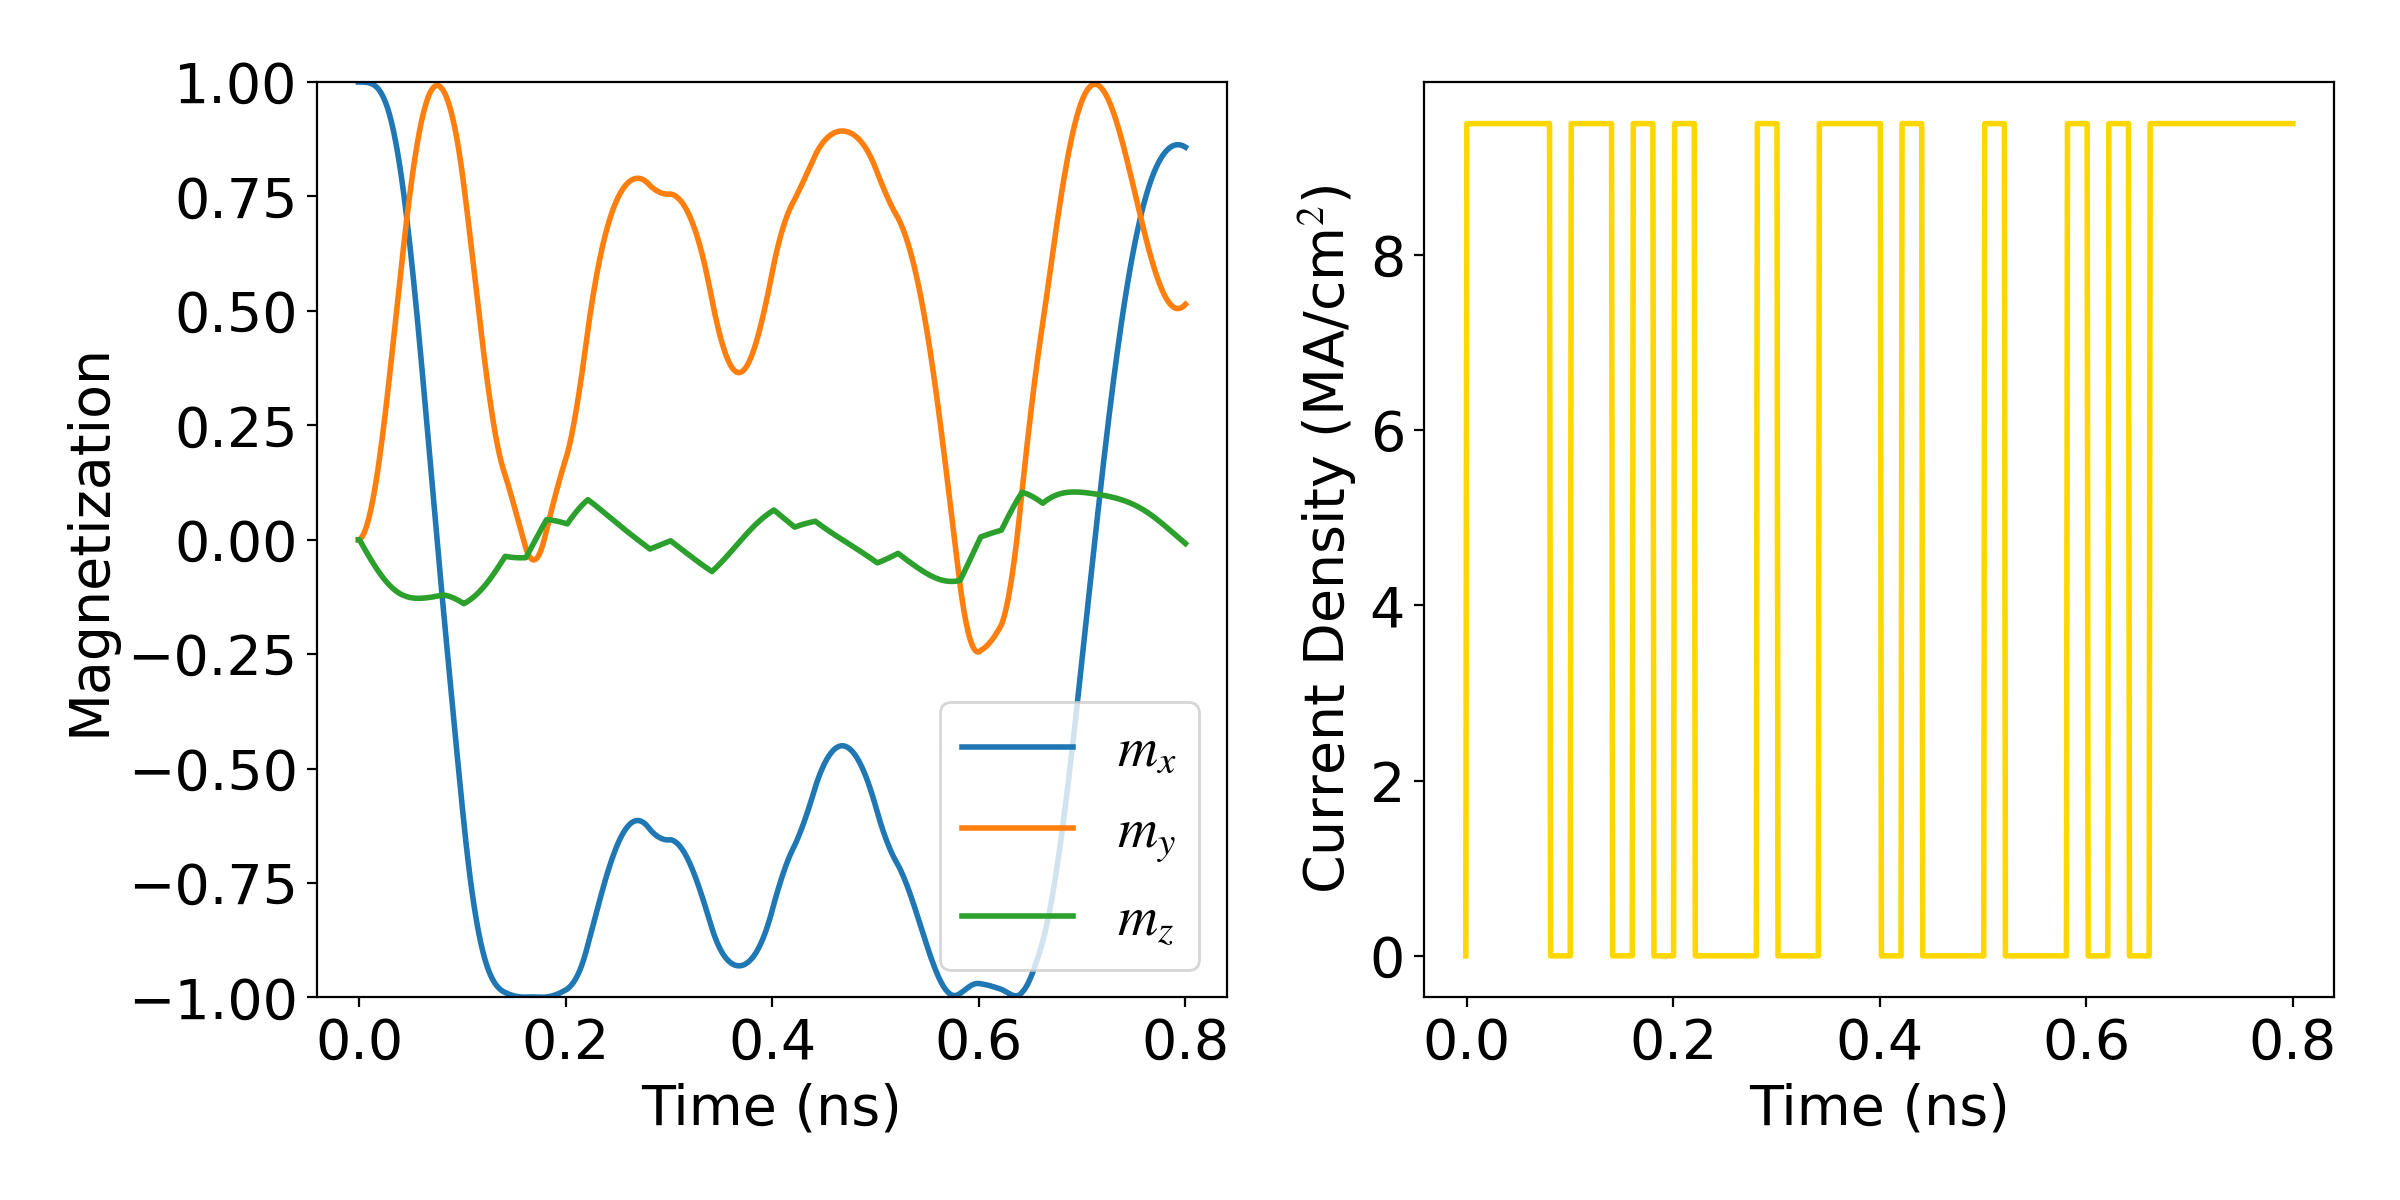 1.00
0.75
0.50
0.25
0.00
−0.25
−0.50
−0.75
−1.00
Magnetization
0.0 0.2 0.4 0.6 0.8
Time (ns)
m_x
m_y
m_z
8
6
4
2
0
Current Density (MA/cm²)
0.0 0.2 0.4 0.6 0.8
Time (ns)